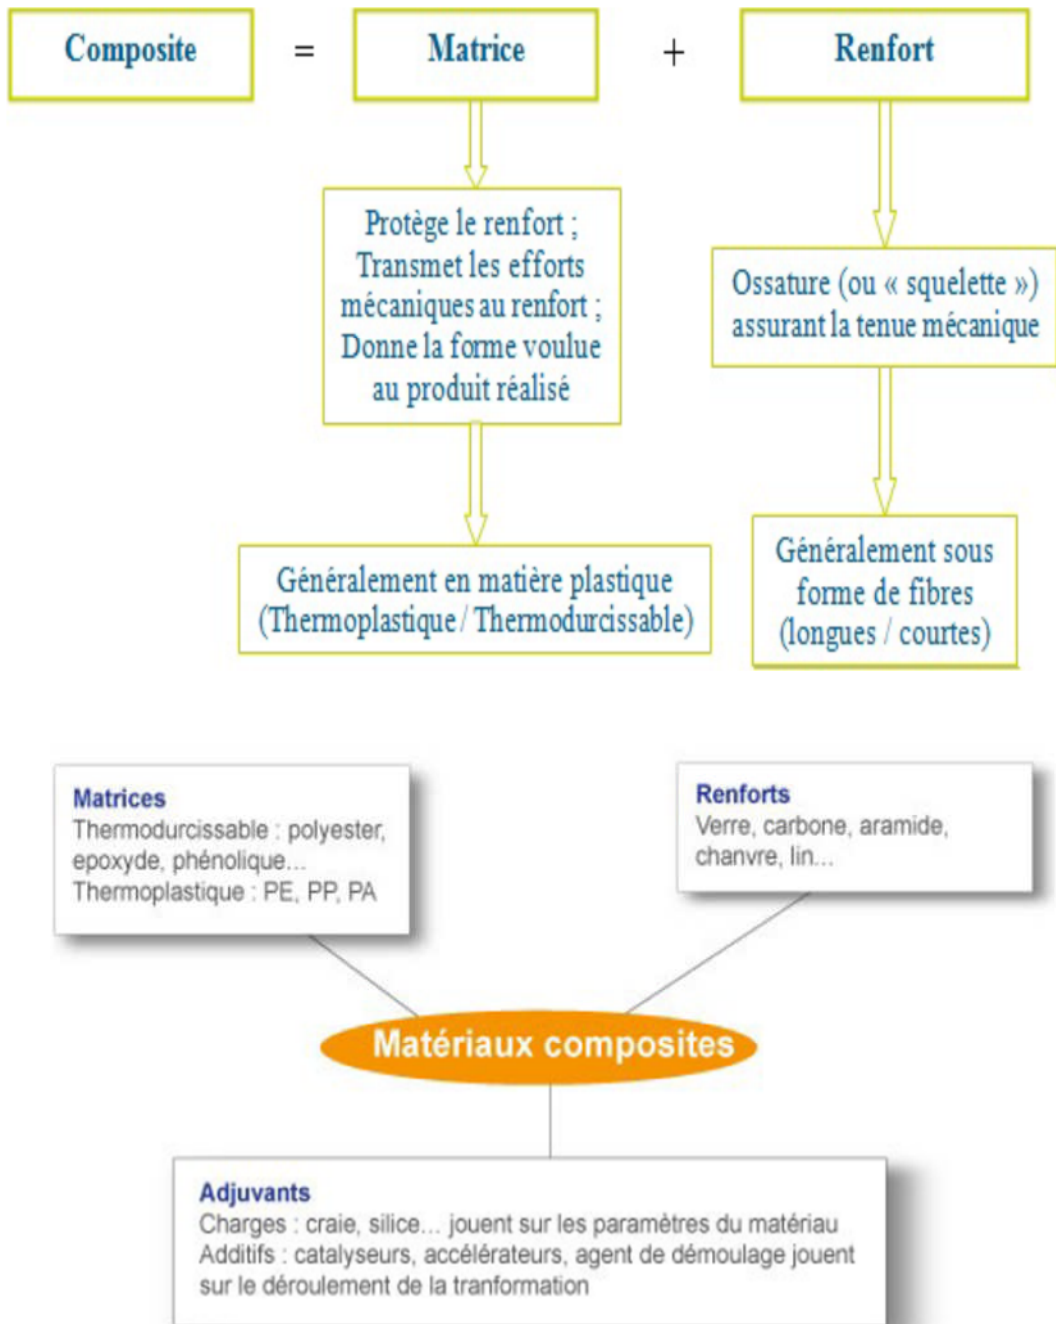 Composite = Matrice + Renfort
Protège le renfort ;
Transmet les efforts
mécaniques au renfort ;
Donne la forme voulue
au produit réalisé
Ossature (ou « squelette »)
assurant la tenue mécanique
Généralement en matière plastique
(Thermoplastique / Thermodurcissable)
Généralement sous
forme de fibres
(longues / courtes)
Matrices
Thermodurcissable : polyester,
epoxyde, phénolique...
Thermoplastique : PE, PP, PA
Renforts
Verre, carbone, aramide,
chanvre, lin...
Matériaux composites
Adjuvants
Charges : craie, silice... jouent sur les paramètres du matériau
Additifs : catalyseurs, accélérateurs, agent de démoulage jouent
sur le déroulement de la tranformation